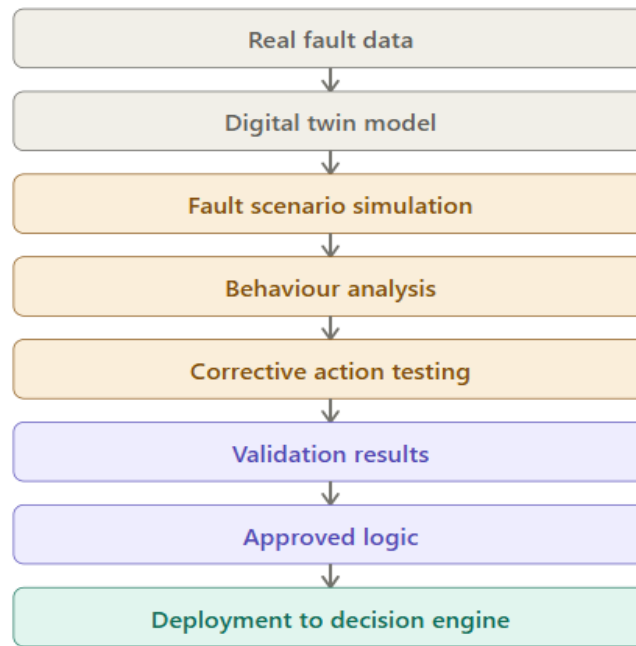 Real fault data
Digital twin model
Fault scenario simulation
Behaviour analysis
Corrective action testing
Validation results
Approved logic
Deployment to decision engine